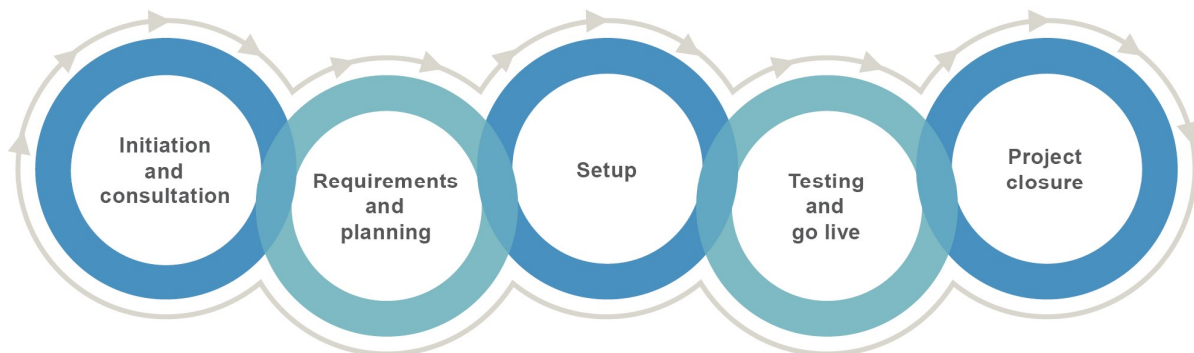 Initiation
and
consultation
Requirements
and
planning
Setup
Testing
and
go live
Project
closure